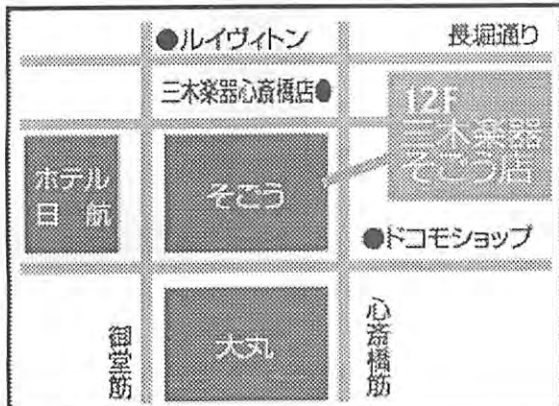 ●ルイヴィトン
長堀通り
三木楽器心斎橋店●
12F
三木楽器
そごう店
ホテル
日 航
そごう
●ドコモショップ
御堂筋
大丸
心斎橋筋